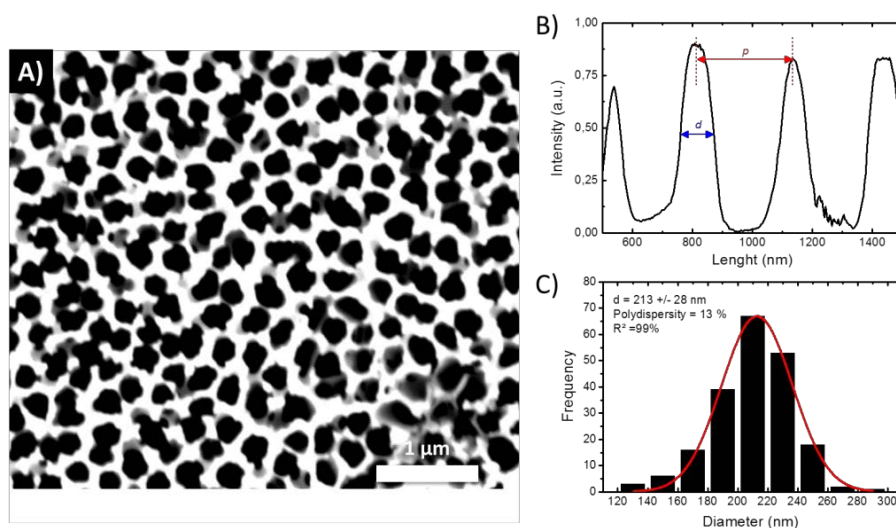 A)
1 µm
B)
1,00
0,75
0,50
0,25
0,00
Intensity (a.u.)
p
d
600 800 1000 1200 1400
Lenght (nm)
C)
80
70
60
50
40
30
20
10
0
Frequency
d = 213 +/- 28 nm
Polydispersity = 13 %
R² =99%
120 140 160 180 200 220 240 260 280 300
Diameter (nm)